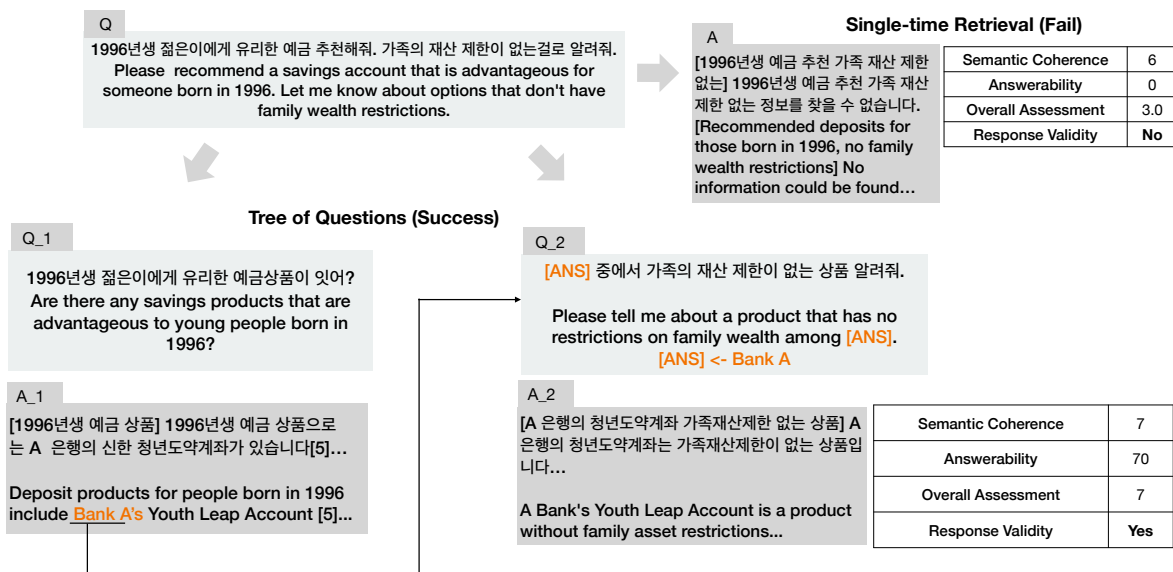 Q
1996년생 젊은이에게 유리한 예금 추천해줘. 가족의 재산 제한이 없는걸로 알려줘.
Please recommend a savings account that is advantageous for
someone born in 1996. Let me know about options that don't have
family wealth restrictions.
Single-time Retrieval (Fail)
A
[1996년생 예금 추천 가족 재산 제한
없는] 1996년생 예금 추천 가족 재산
제한 없는 정보를 찾을 수 없습니다.
[Recommended deposits for
those born in 1996, no family
wealth restrictions] No
information could be found…
Semantic Coherence 6
Answerability 0
Overall Assessment 3.0
Response Validity No
Tree of Questions (Success)
Q_1
1996년생 젊은이에게 유리한 예금상품이 잇어?
Are there any savings products that are
advantageous to young people born in
1996?
A_1
[1996년생 예금 상품] 1996년생 예금 상품으로
는 A 은행의 신한 청년도약계좌가 있습니다[5]…
Deposit products for people born in 1996
include Bank A's Youth Leap Account [5]...
Q_2
[ANS] 중에서 가족의 재산 제한이 없는 상품 알려줘.
Please tell me about a product that has no
restrictions on family wealth among [ANS].
[ANS] <- Bank A
A_2
[A 은행의 청년도약계좌 가족재산제한 없는 상품] A
은행의 청년도약계좌는 가족재산제한이 없는 상품입
니다…
A Bank's Youth Leap Account is a product
without family asset restrictions...
Semantic Coherence 7
Answerability 70
Overall Assessment 7
Response Validity Yes